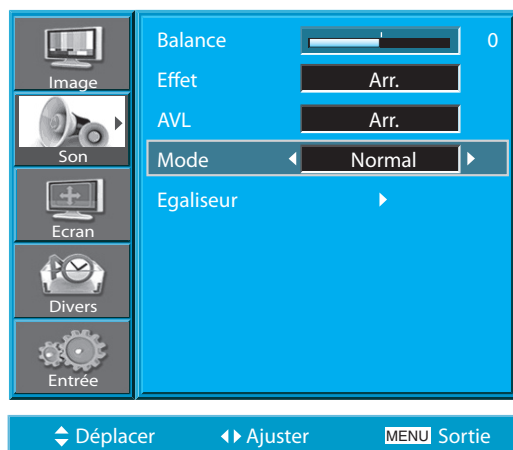 Image
Son
Ecran
Divers
Entrée
Balance 0
Effet Arr.
AVL Arr.
Mode Normal
Egaliseur
Déplacer Ajuster MENU Sortie